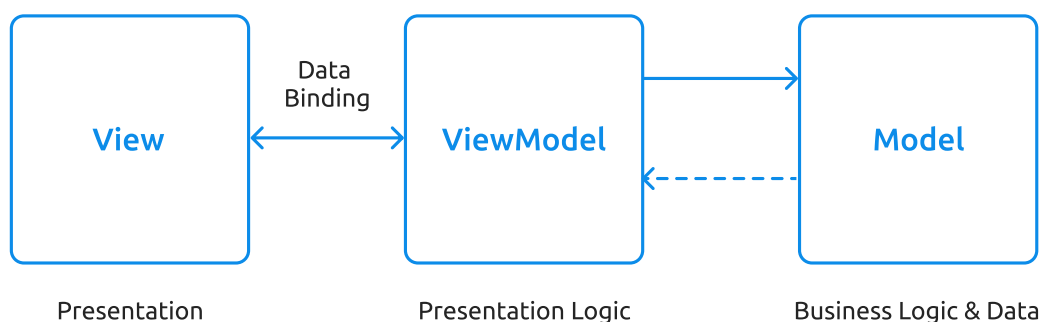 Data
Binding
View
ViewModel
Model
Presentation
Presentation Logic
Business Logic & Data